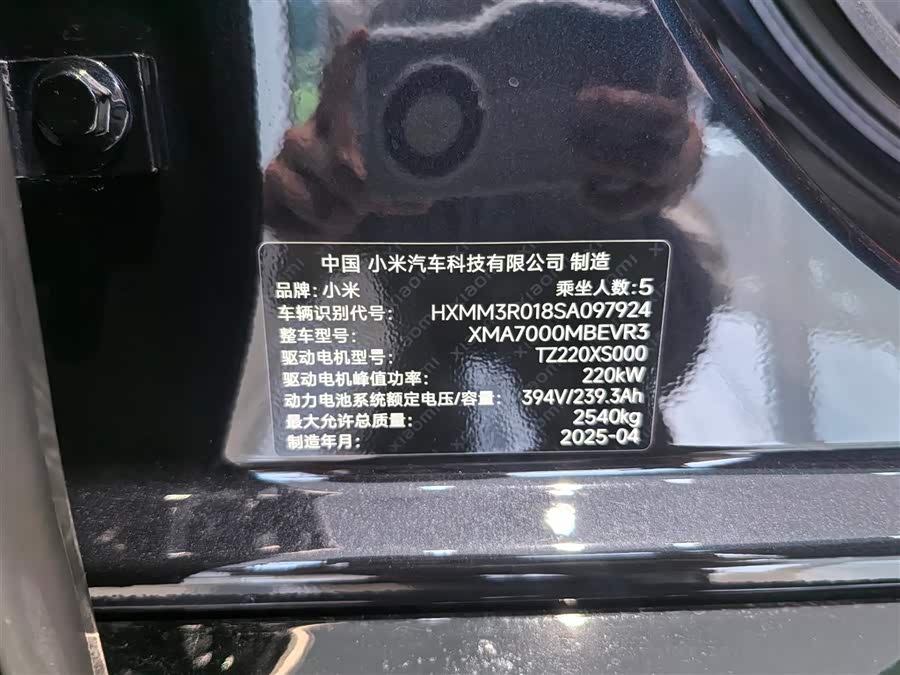 中国 小米汽车科技有限公司 制造
品牌: 小米 乘坐人数: 5
车辆识别代号: HXMM3R018SA097924
整车型号: XMA7000MBEVR3
驱动电机型号: TZ220XS000
驱动电机峰值功率: 220kW
动力电池系统额定电压/容量: 394V/239.3Ah
最大允许总质量: 2540kg
制造年月: 2025-04